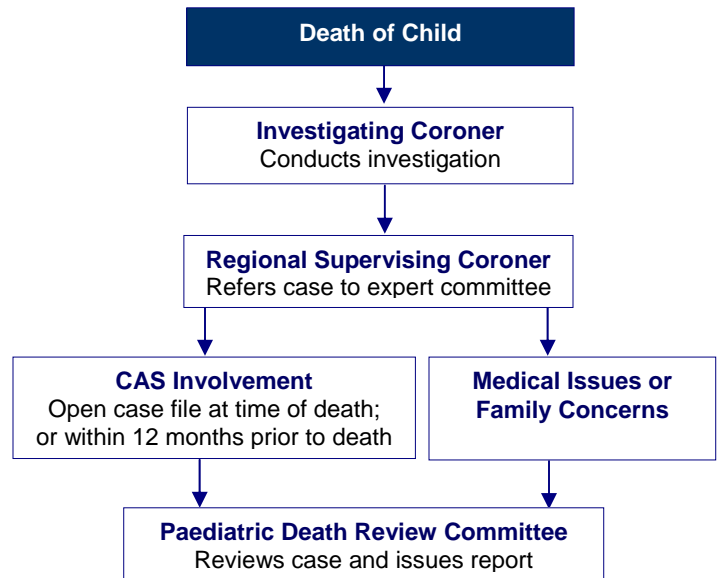 Death of Child
Investigating Coroner
Conducts investigation
Regional Supervising Coroner
Refers case to expert committee
CAS Involvement
Open case file at time of death;
or within 12 months prior to death
Medical Issues or
Family Concerns
Paediatric Death Review Committee
Reviews case and issues report